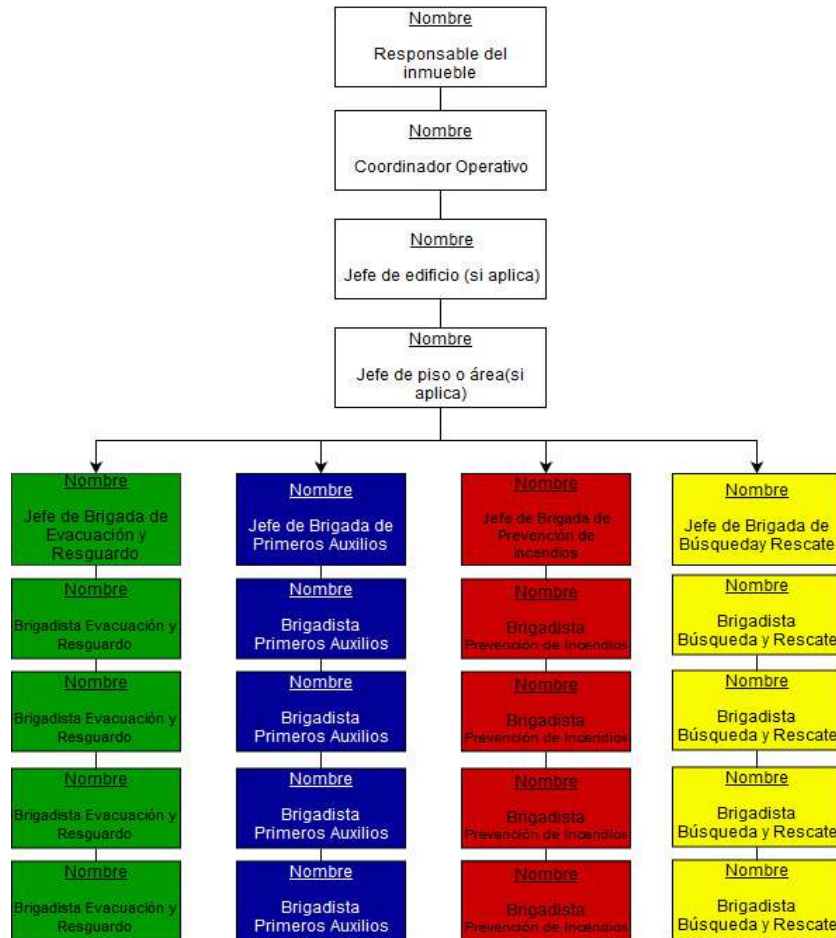 Nombre
Responsable del
inmueble
Nombre
Coordinador Operativo
Nombre
Jefe de edificio (si aplica)
Nombre
Jefe de piso o área(si
aplica)
Nombre
Jefe de Brigada de
Evacuación y
Resguardo
Nombre
Brigadista Evacuación y
Resguardo
Nombre
Brigadista Evacuación y
Resguardo
Nombre
Brigadista Evacuación y
Resguardo
Nombre
Brigadista Evacuación y
Resguardo
Nombre
Jefe de Brigada de
Primeros Auxilios
Nombre
Brigadista
Primeros Auxilios
Nombre
Brigadista
Primeros Auxilios
Nombre
Brigadista
Primeros Auxilios
Nombre
Brigadista
Primeros Auxilios
Nombre
Jefe de Brigada de
Prevención de
Incendios
Nombre
Brigadista
Prevención de Incendios
Nombre
Brigadista
Prevención de Incendios
Nombre
Brigadista
Prevención de Incendios
Nombre
Brigadista
Prevención de Incendios
Nombre
Jefe de Brigada de
Búsqueday Rescate
Nombre
Brigadista
Búsqueda y Rescate
Nombre
Brigadista
Búsqueda y Rescate
Nombre
Brigadista
Búsqueda y Rescate
Nombre
Brigadista
Búsqueda y Rescate